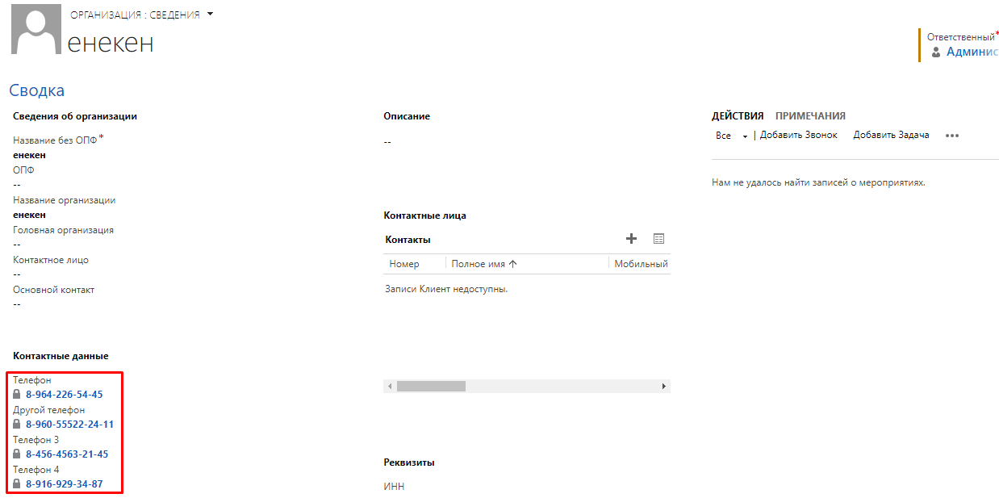 ОРГАНИЗАЦИЯ : СВЕДЕНИЯ
енекен
Ответственный*
Админис
Сводка
Сведения об организации
Название без ОПФ*
енекен
ОПФ
--
Название организации
енекен
Головная организация
--
Контактное лицо
--
Основной контакт
--
Контактные данные
Телефон
8-964-226-54-45
Другой телефон
8-960-55522-24-11
Телефон 3
8-456-4563-21-45
Телефон 4
8-916-929-34-87
Описание
--
Контактные лица
Контакты
Номер Полное имя Мобильный
Записи Клиент недоступны.
Реквизиты
ИНН
ДЕЙСТВИЯ ПРИМЕЧАНИЯ
Все | Добавить Звонок Добавить Задача
Нам не удалось найти записей о мероприятиях.